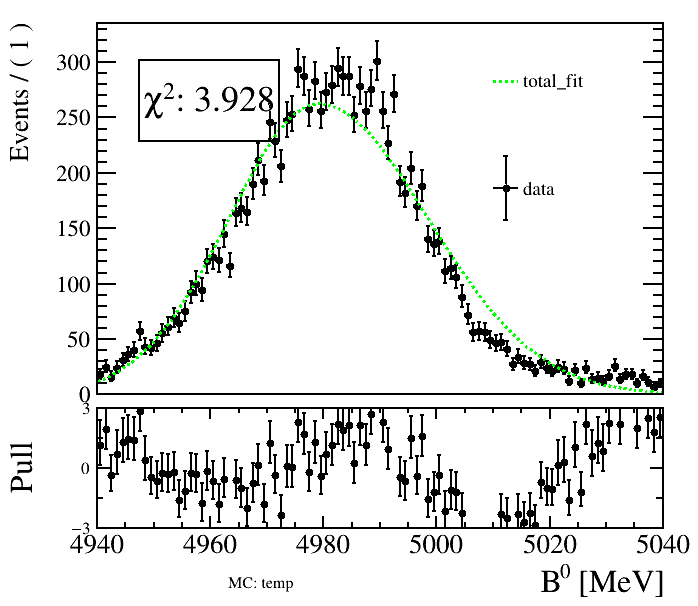 Events / ( 1 )
300
250
200
150
100
50
0
χ²: 3.928
total_fit
data
Pull
3
0
−3
4940 4960 4980 5000 5020 5040
MC: temp
B⁰ [MeV]